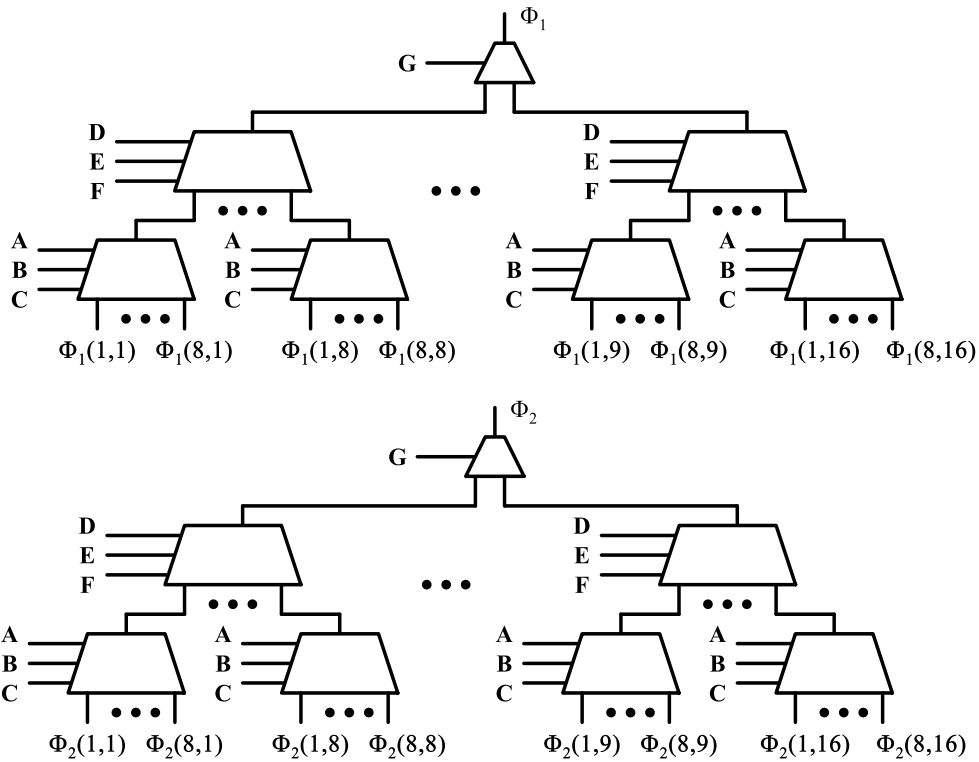 Φ1
G
D D
E E
F F
A A A A
B B B B
C C C C
Φ1(1,1) Φ1(8,1) Φ1(1,8) Φ1(8,8) Φ1(1,9) Φ1(8,9) Φ1(1,16) Φ1(8,16)
Φ2
G
D D
E E
F F
A A A A
B B B B
C C C C
Φ2(1,1) Φ2(8,1) Φ2(1,8) Φ2(8,8) Φ2(1,9) Φ2(8,9) Φ2(1,16) Φ2(8,16)